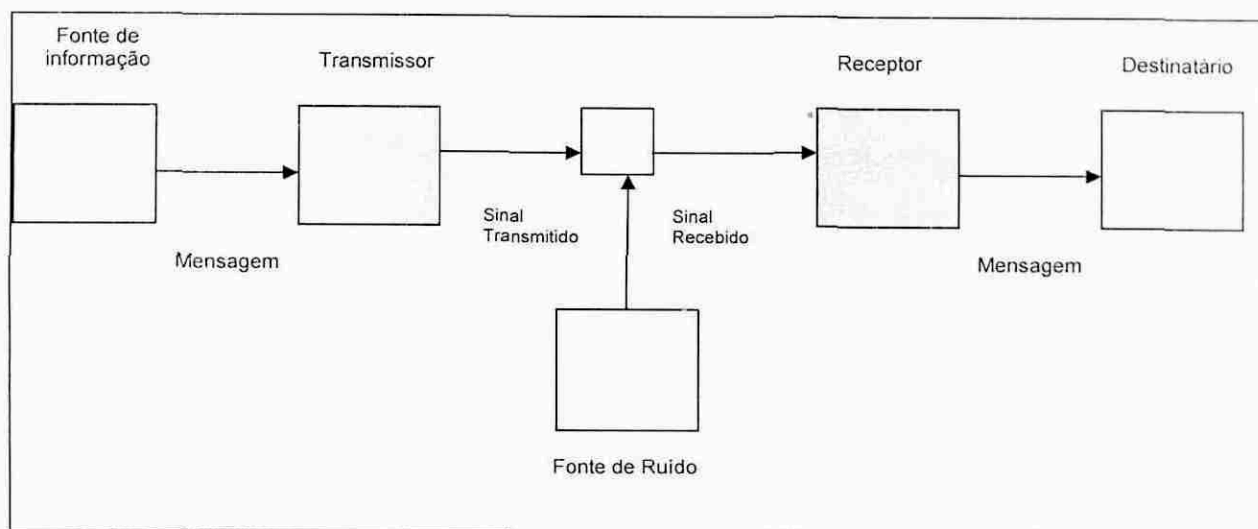 Fonte de
informação
Transmissor
Receptor
Destinatário
Sinal
Transmitido
Sinal
Recebido
Mensagem
Mensagem
Fonte de Ruído